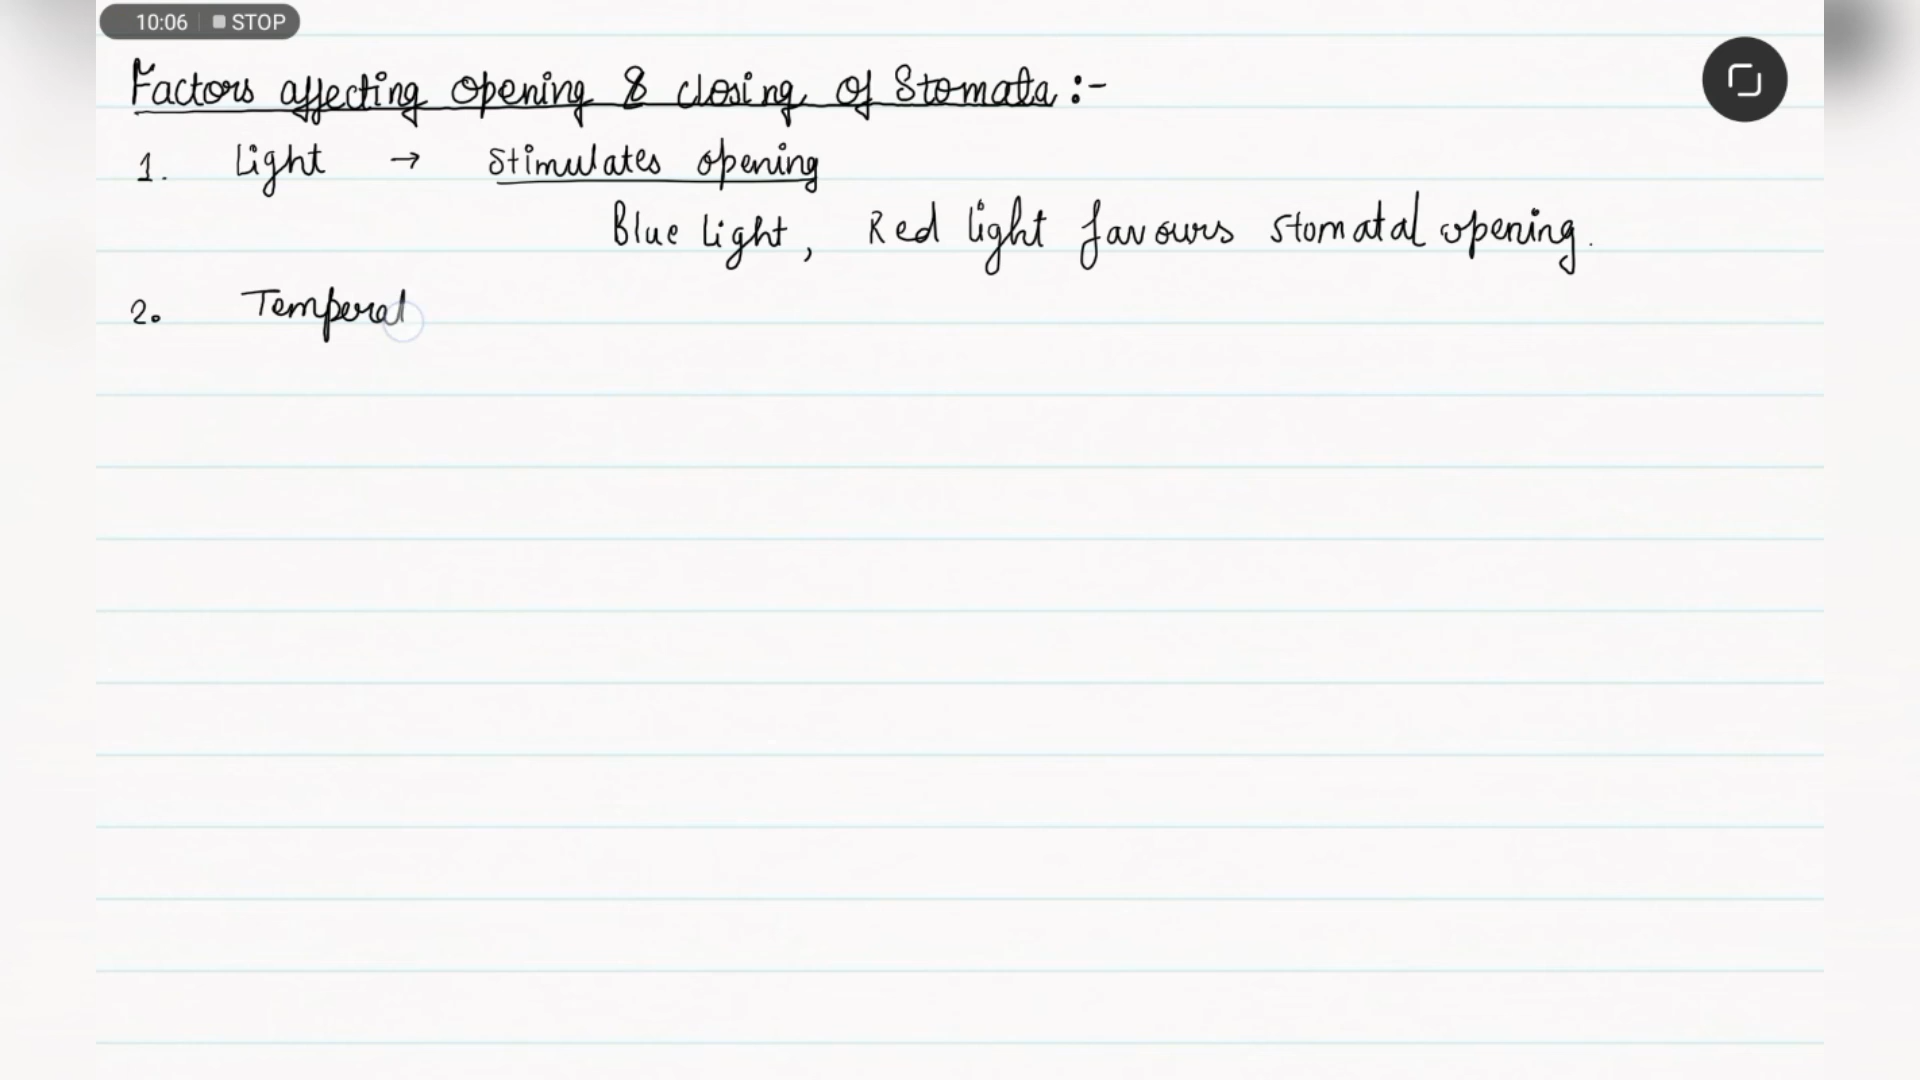 10:06 STOP
Factors affecting opening & closing of Stomata :-
1. Light → Stimulates opening
Blue light, Red light favours stomatal opening.
2. Temperat